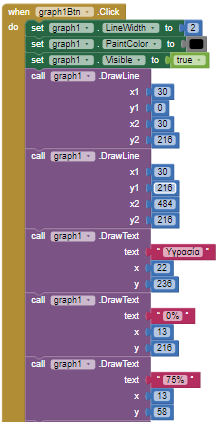 when graph1Btn .Click
do set graph1 . LineWidth to 2
set graph1 . PaintColor to
set graph1 . Visible to true
call graph1 .DrawLine
x1 30
y1 0
x2 30
y2 216
call graph1 .DrawLine
x1 30
y1 216
x2 484
y2 216
call graph1 .DrawText
text " Υγρασία "
x 22
y 236
call graph1 .DrawText
text " 0% "
x 13
y 216
call graph1 .DrawText
text " 75% "
x 13
y 58